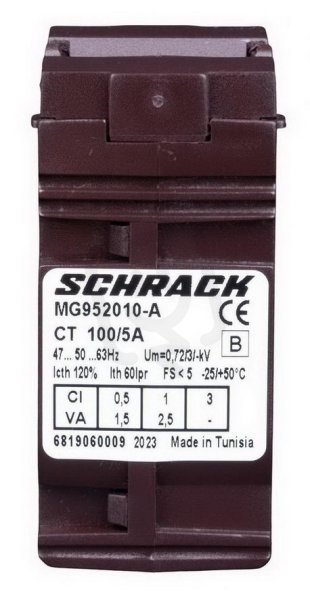 SCHRACK
MG952010-A CE
CT 100/5A
47... 50 ...63Hz Um=0,72/3/-kV B
Icth 120% Ith 60Ipr FS < 5 -25/+50°C
CI 0,5 1 3
VA 1,5 2,5 -
6819060009 2023 Made in Tunisia